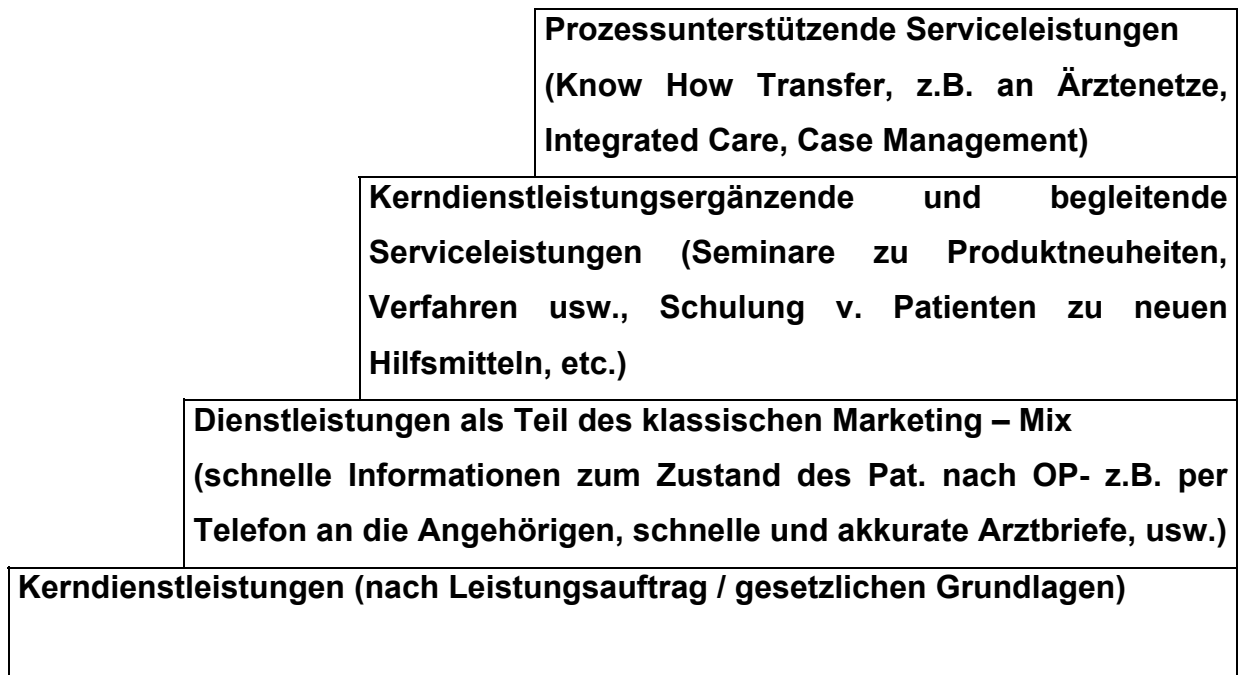 Prozessunterstützende Serviceleistungen
(Know How Transfer, z.B. an Ärztenetze,
Integrated Care, Case Management)
Kerndienstleistungsergänzende und begleitende
Serviceleistungen (Seminare zu Produktneuheiten,
Verfahren usw., Schulung v. Patienten zu neuen
Hilfsmitteln, etc.)
Dienstleistungen als Teil des klassischen Marketing – Mix
(schnelle Informationen zum Zustand des Pat. nach OP- z.B. per
Telefon an die Angehörigen, schnelle und akkurate Arztbriefe, usw.)
Kerndienstleistungen (nach Leistungsauftrag / gesetzlichen Grundlagen)